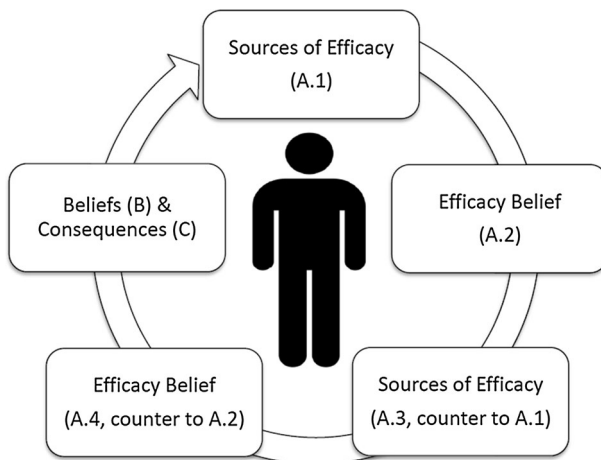 Sources of Efficacy
(A.1)
Efficacy Belief
(A.2)
Sources of Efficacy
(A.3, counter to A.1)
Efficacy Belief
(A.4, counter to A.2)
Beliefs (B) &
Consequences (C)